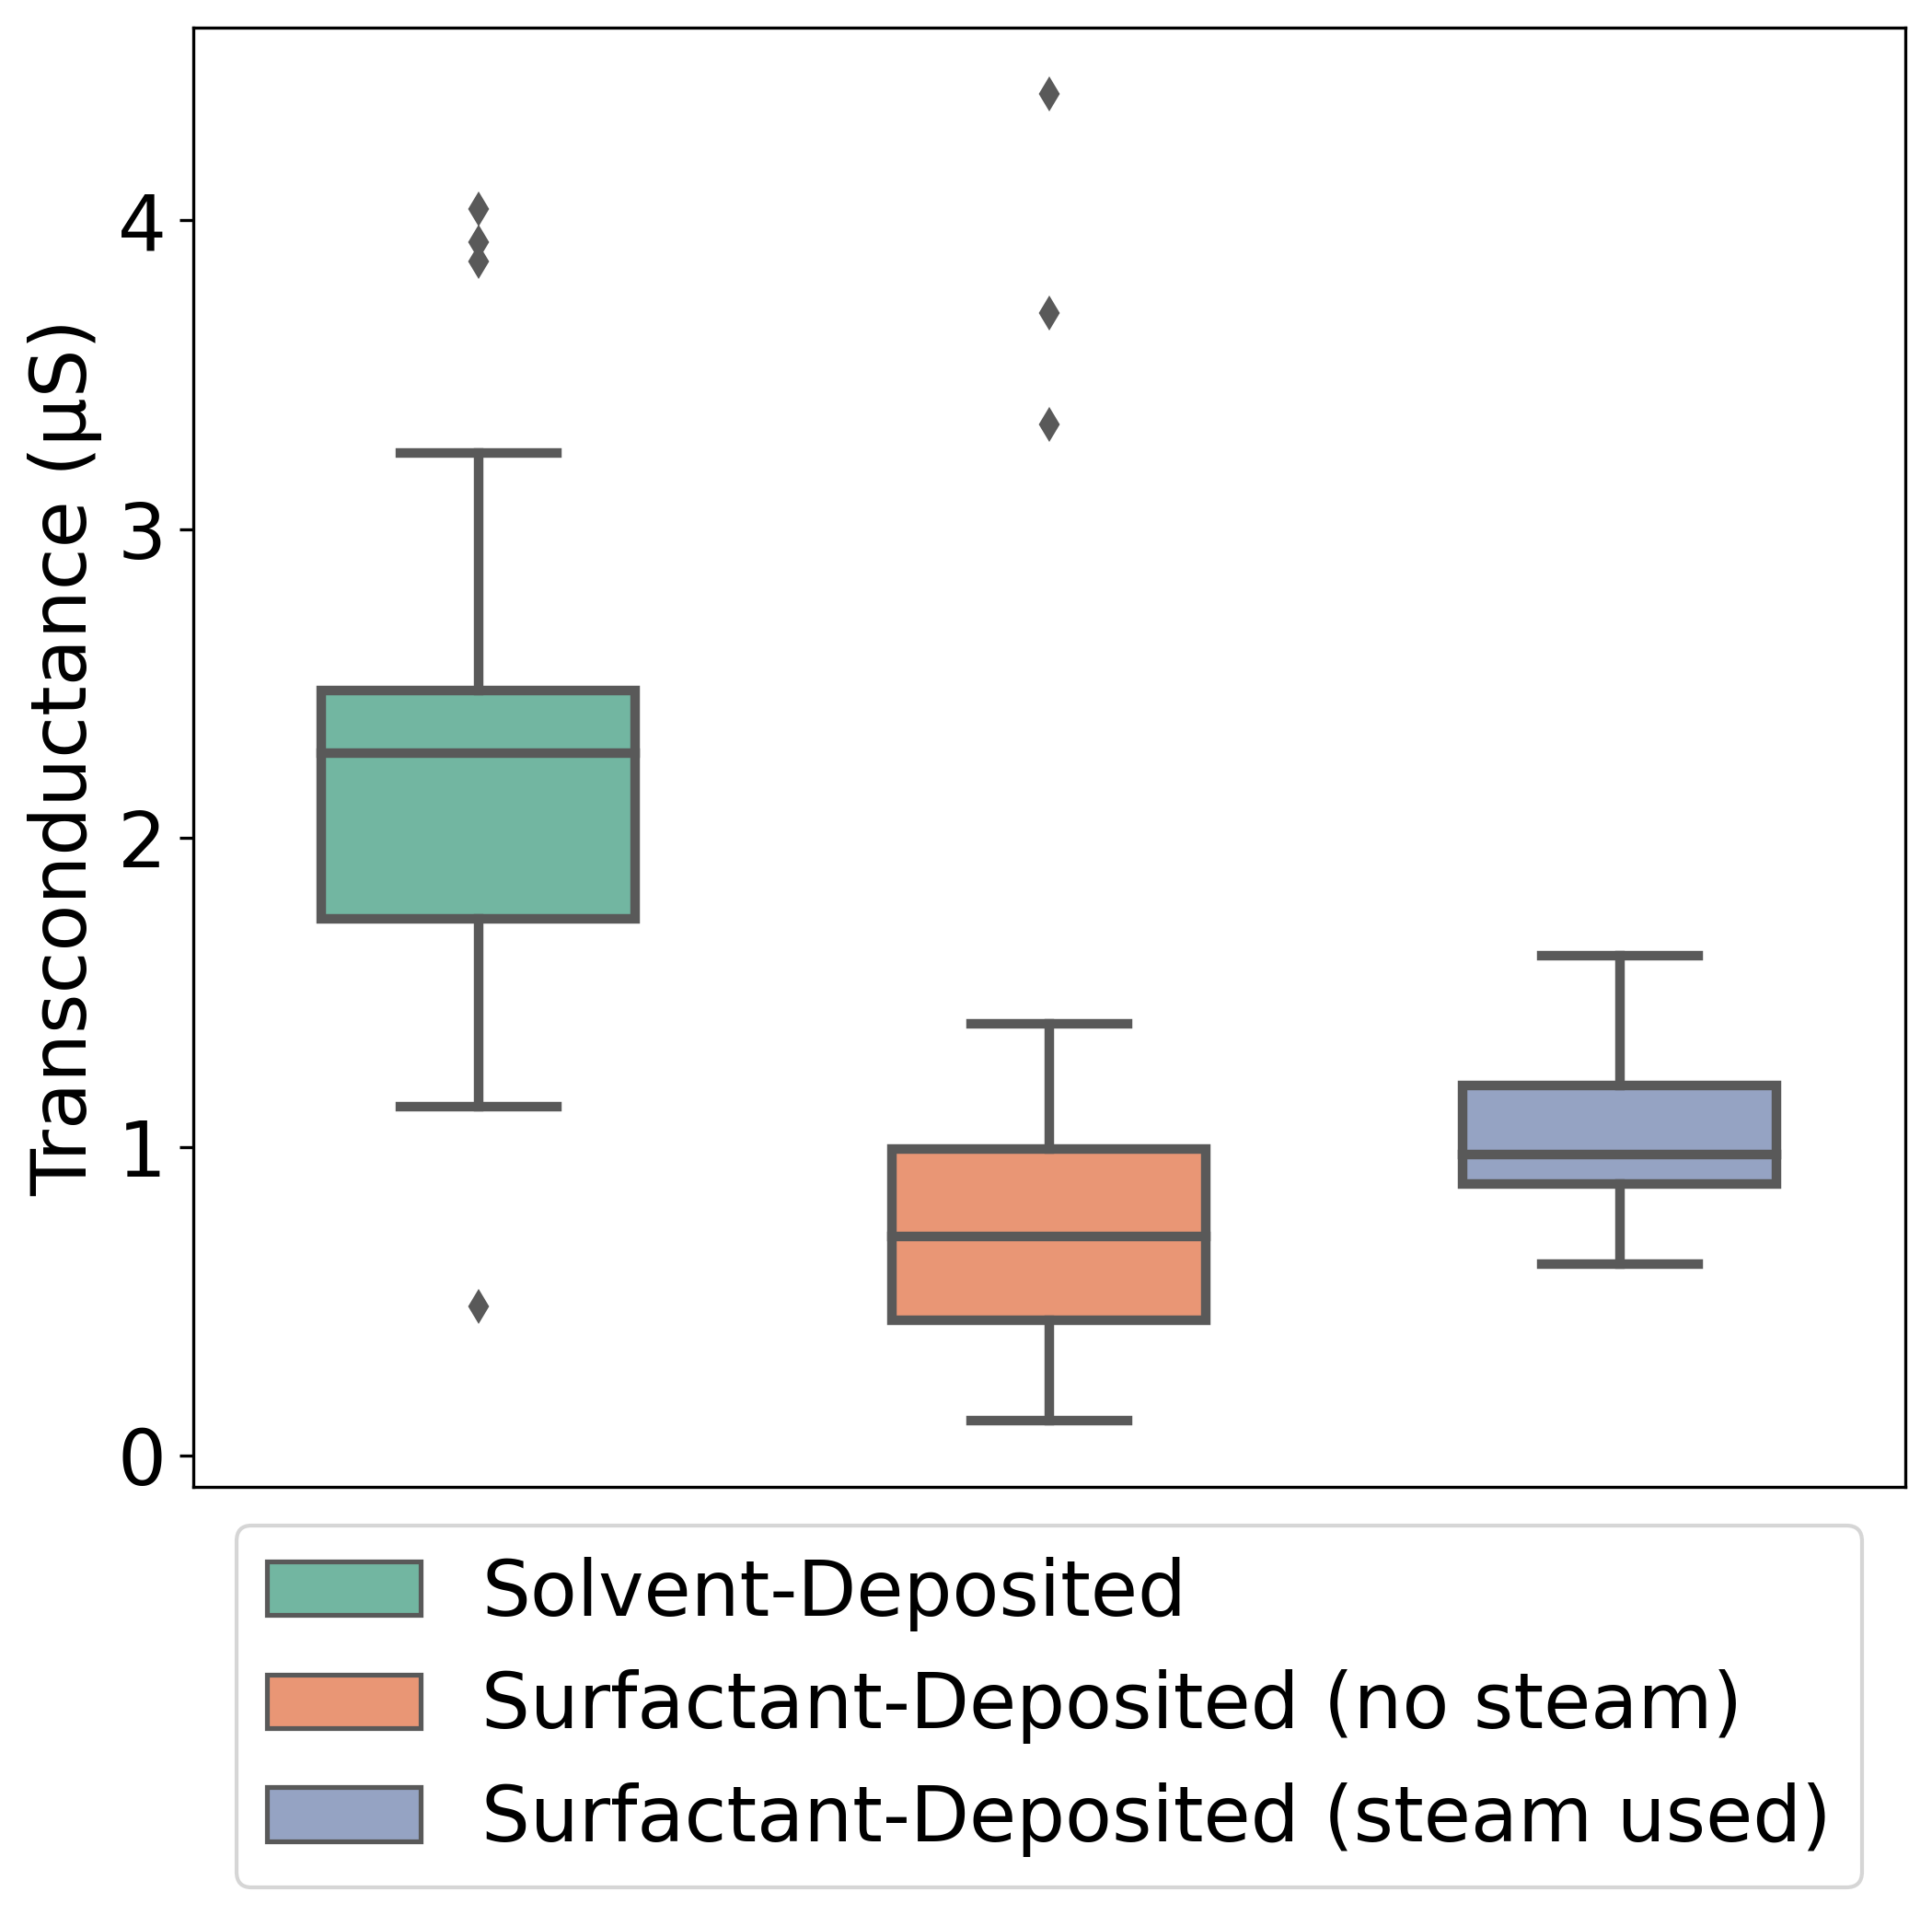 Transconductance (μS)
4
3
2
1
0
Solvent-Deposited
Surfactant-Deposited (no steam)
Surfactant-Deposited (steam used)